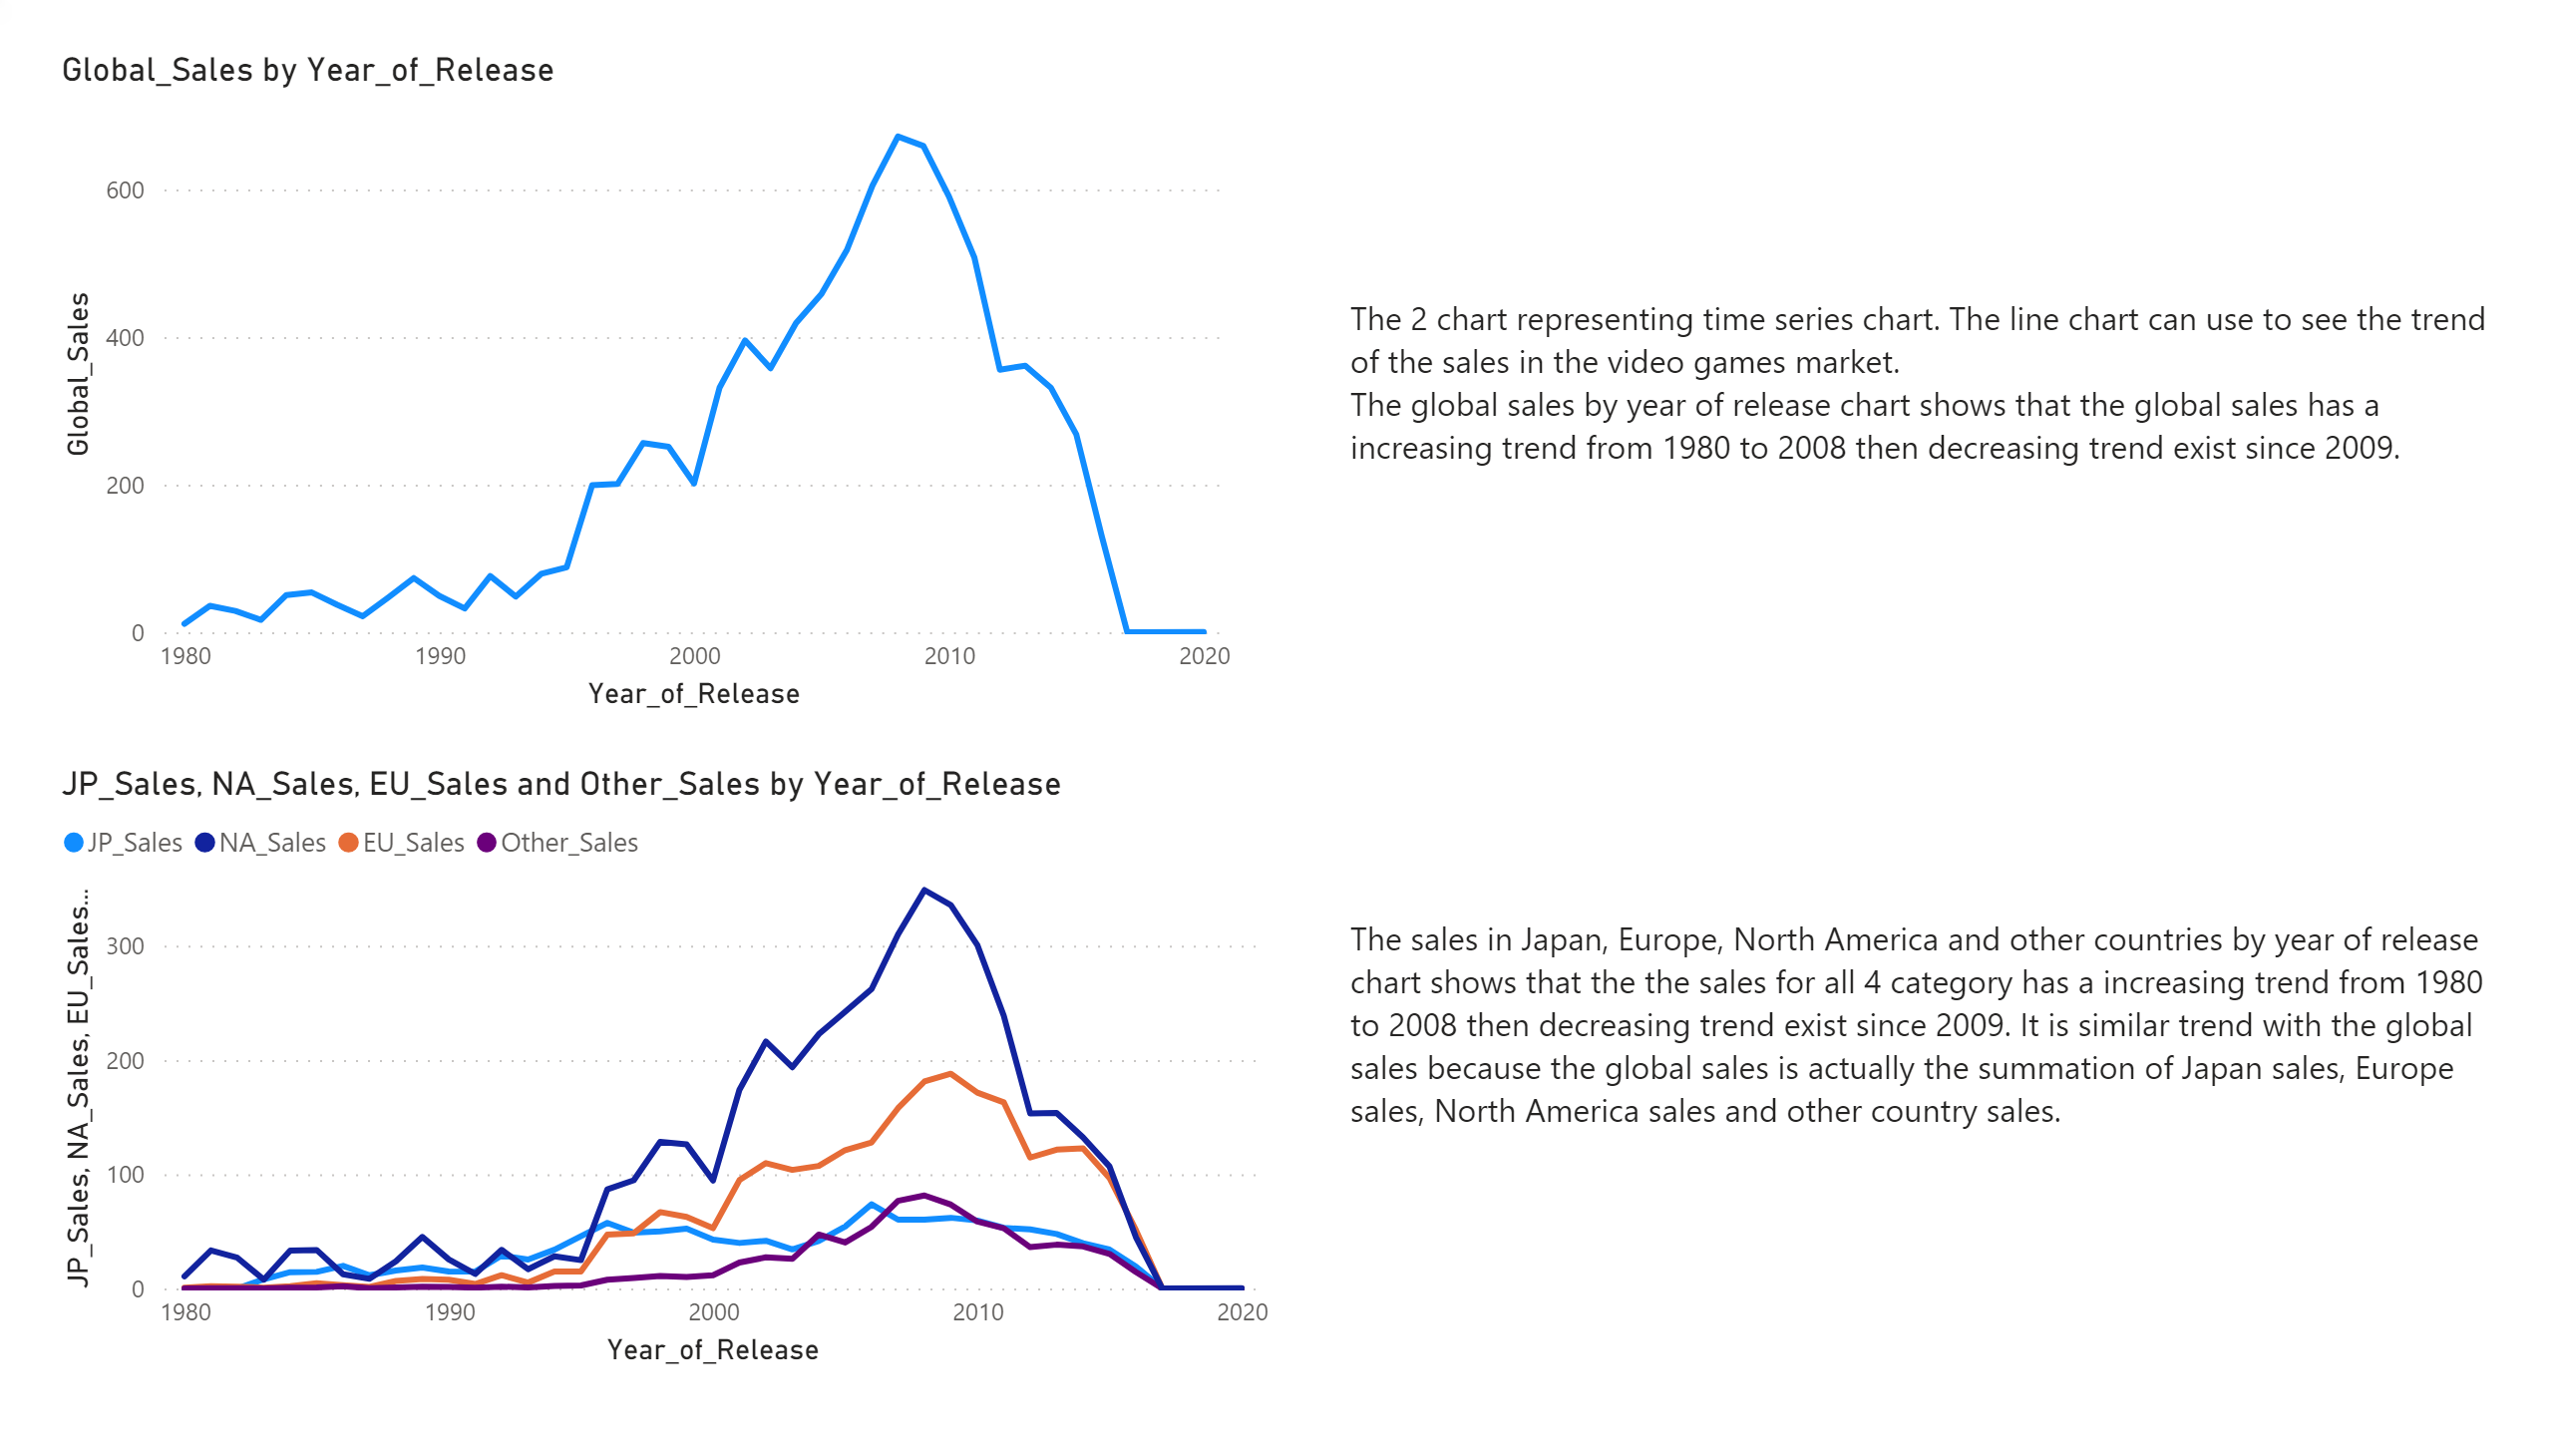 Global_Sales by Year_of_Release
Global_Sales
600
400
200
0
1980 1990 2000 2010 2020
Year_of_Release
The 2 chart representing time series chart. The line chart can use to see the trend
of the sales in the video games market.
The global sales by year of release chart shows that the global sales has a
increasing trend from 1980 to 2008 then decreasing trend exist since 2009.
JP_Sales, NA_Sales, EU_Sales and Other_Sales by Year_of_Release
JP_Sales NA_Sales EU_Sales Other_Sales
JP_Sales, NA_Sales, EU_Sales...
300
200
100
0
1980 1990 2000 2010 2020
Year_of_Release
The sales in Japan, Europe, North America and other countries by year of release
chart shows that the the sales for all 4 category has a increasing trend from 1980
to 2008 then decreasing trend exist since 2009. It is similar trend with the global
sales because the global sales is actually the summation of Japan sales, Europe
sales, North America sales and other country sales.